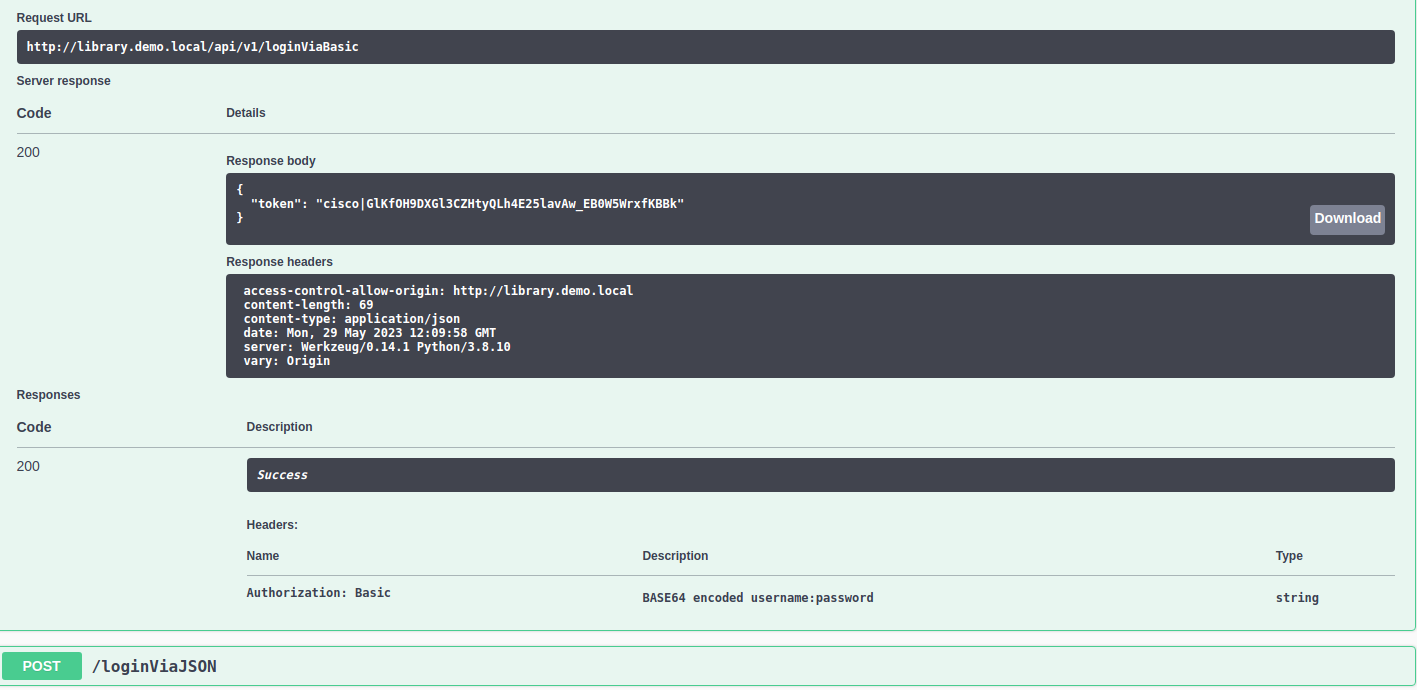 Request URL
http://library.demo.local/api/v1/loginViaBasic
Server response
Code Details
200
Response body
{
"token": "cisco|GlKfOH9DXGl3CZHtyQLh4E25lavAw_EB0W5WrxfKBBk"
}
Download
Response headers
access-control-allow-origin: http://library.demo.local
content-length: 69
content-type: application/json
date: Mon, 29 May 2023 12:09:58 GMT
server: Werkzeug/0.14.1 Python/3.8.10
vary: Origin
Responses
Code Description
200
Success
Headers:
Name Description Type
Authorization: Basic BASE64 encoded username:password string
POST /loginViaJSON